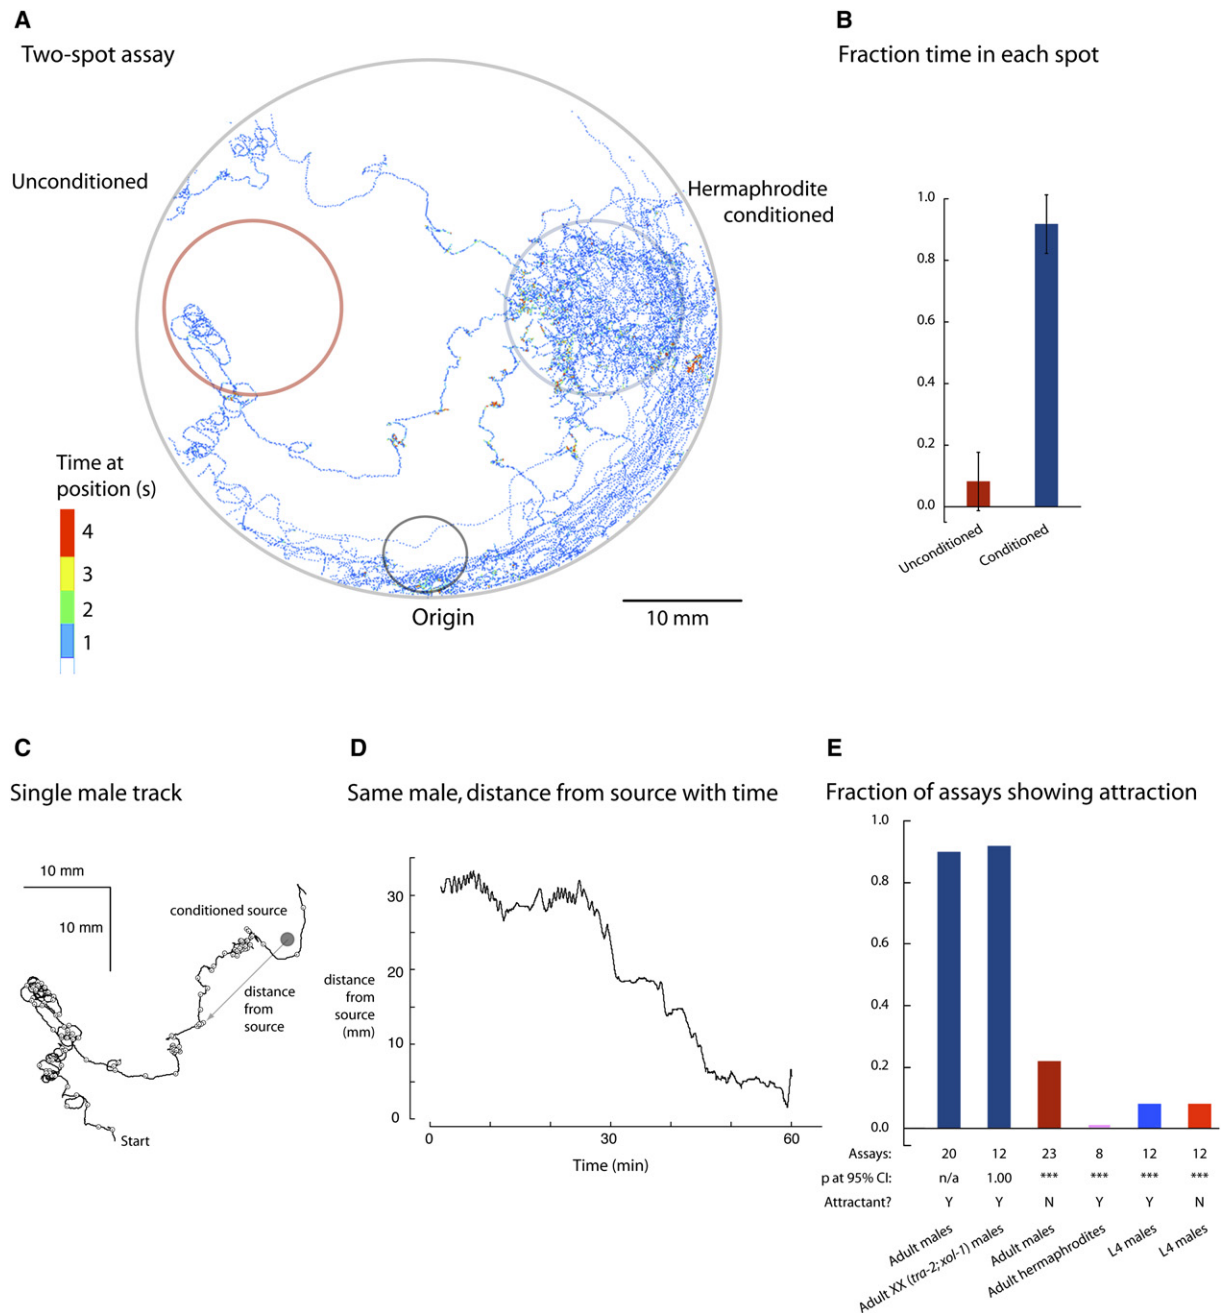 A
Two-spot assay
Unconditioned
Hermaphrodite
conditioned
Time at
position (s)
4
3
2
1
Origin
10 mm
B
Fraction time in each spot
1.0
0.8
0.6
0.4
0.2
0.0
Unconditioned
Conditioned
C
Single male track
10 mm
10 mm
conditioned source
distance
from
source
Start
D
Same male, distance from source with time
30
20
distance
from
source
(mm)
10
0
0
30
60
Time (min)
E
Fraction of assays showing attraction
1.0
0.8
0.6
0.4
0.2
0.0
Assays: 20 12 23 8 12 12
p at 95% CI: n/a 1.00 *** *** *** ***
Attractant? Y Y N Y Y N
Adult males
Adult XX (tra-2; xol-1) males
Adult males
Adult hermaphrodites
L4 males
L4 males